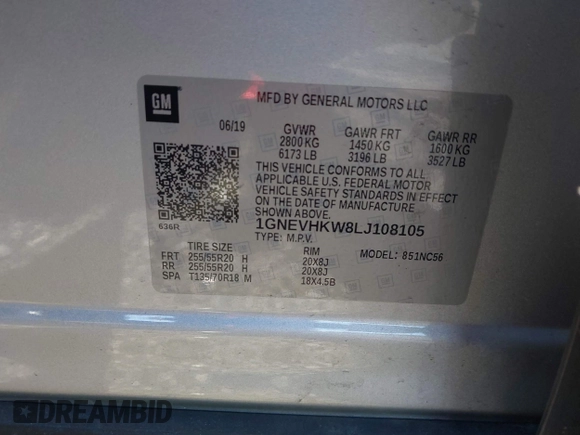 GM
MFD BY GENERAL MOTORS LLC
06/19 GVWR GAWR FRT GAWR RR
2800 KG 1450 KG 1600 KG
6173 LB 3196 LB 3527 LB
THIS VEHICLE CONFORMS TO ALL
APPLICABLE U.S. FEDERAL MOTOR
VEHICLE SAFETY STANDARDS IN EFFECT
ON THE DATE OF MANUFACTURE
SHOWN ABOVE.
636R 1GNEVHKW8LJ108105
TYPE: M.P.V. MODEL: 851NC56
TIRE SIZE RIM
FRT 255/55R20 H 20X8J
RR 255/55R20 H 20X8J
SPA T135/70R18 M 18X4.5B
DREAMBID